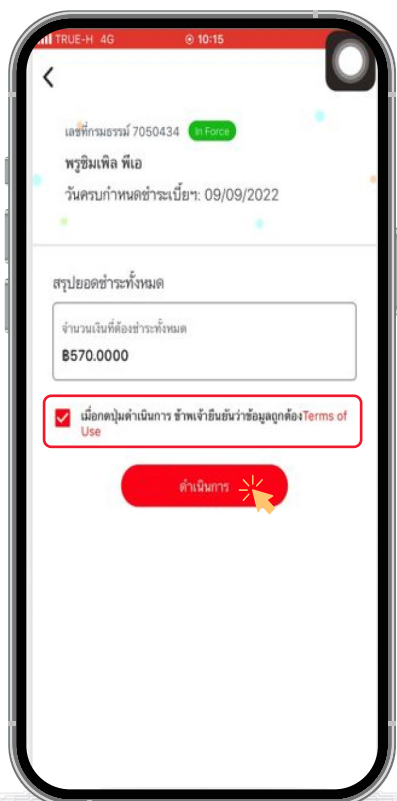 TRUE-H 4G 10:15
เลขที่กรมธรรม์ 7050434 In Force
พรูซิมเพิล พีเอ
วันครบกำหนดชำระเบี้ยฯ: 09/09/2022
สรุปยอดชำระทั้งหมด
จำนวนเงินที่ต้องชำระทั้งหมด
฿570.0000
เมื่อกดปุ่มดำเนินการ ข้าพเจ้ายืนยันว่าข้อมูลถูกต้องTerms of
Use
ดำเนินการ